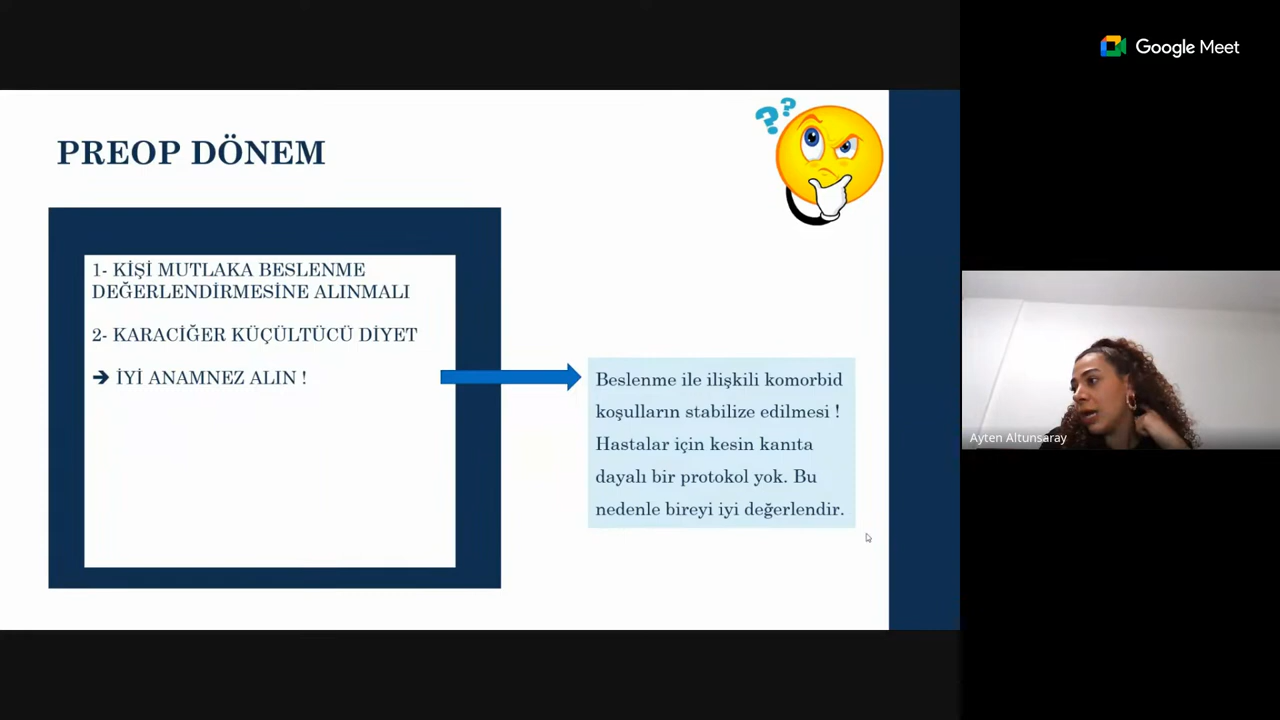 Google Meet
??
PREOP DÖNEM
1- KİŞİ MUTLAKA BESLENME
DEĞERLENDİRMESİNE ALINMALI
2- KARACİĞER KÜÇÜLTÜCÜ DİYET
➔ İYİ ANAMNEZ ALIN !
Beslenme ile ilişkili komorbid
koşulların stabilize edilmesi !
Hastalar için kesin kanıta
dayalı bir protokol yok. Bu
nedenle bireyi iyi değerlendir.
Ayten Altunsaray